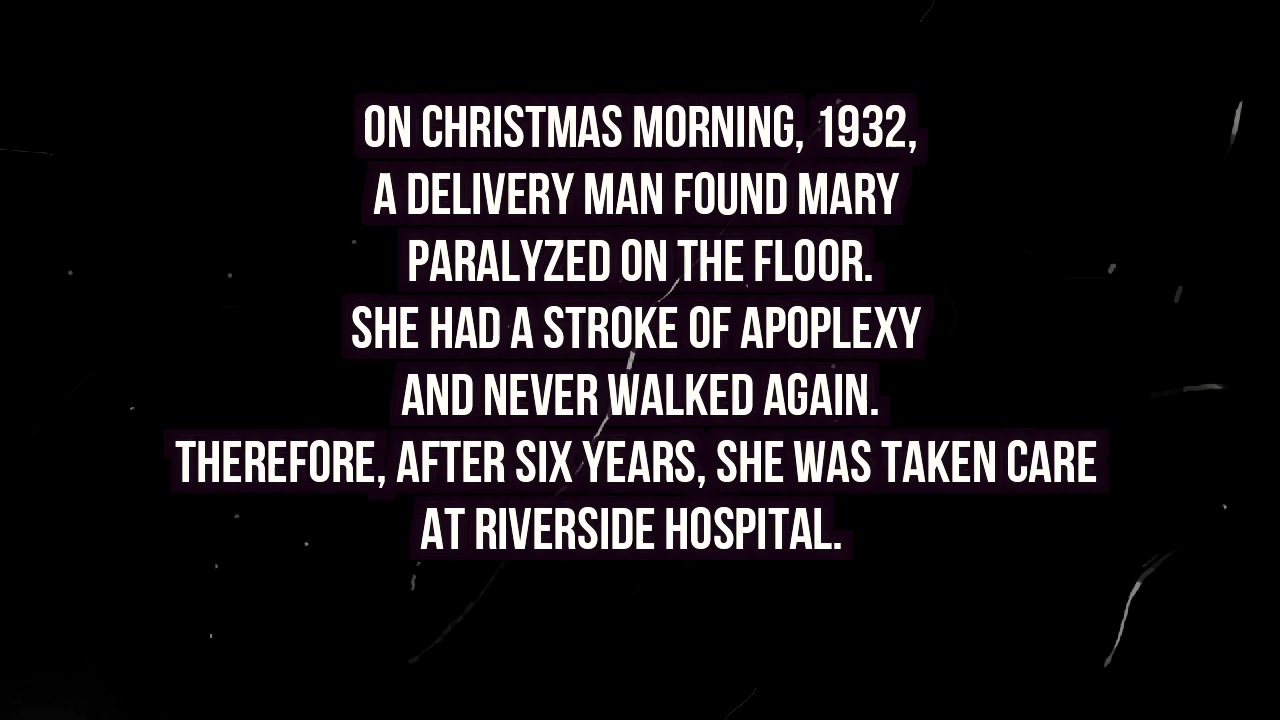 ON CHRISTMAS MORNING, 1932,
A DELIVERY MAN FOUND MARY
PARALYZED ON THE FLOOR.
SHE HAD A STROKE OF APOPLEXY
AND NEVER WALKED AGAIN.
THEREFORE, AFTER SIX YEARS, SHE WAS TAKEN CARE
AT RIVERSIDE HOSPITAL.